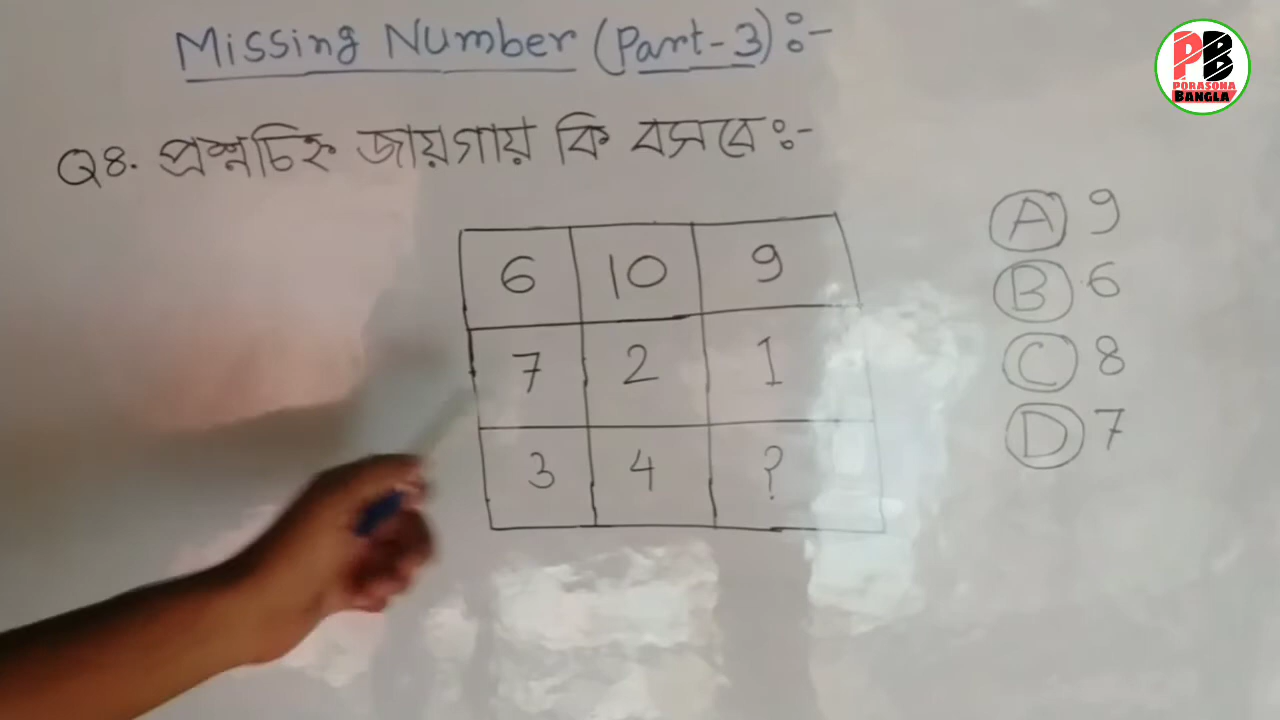 Missing Number (Part-3):-
PB
PORASONA
BANGLA
Q8. প্রশ্নচিহ্ন জায়গায় কি বসবে:-
6 10 9
7 2 1
3 4 ?
A 9
B 6
C 8
D 7